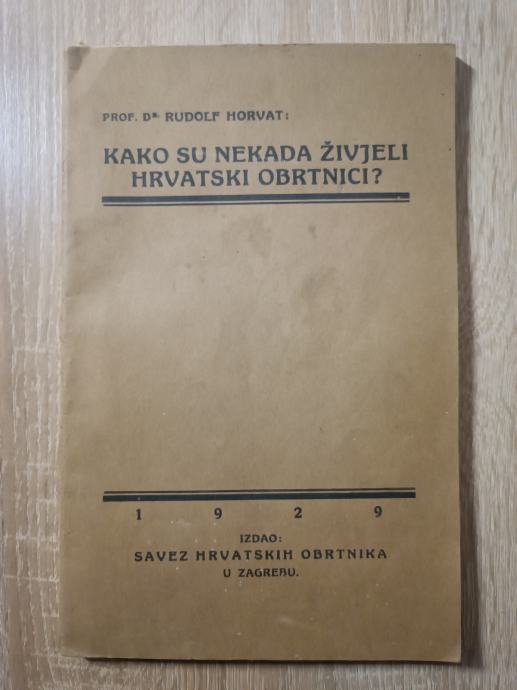 PROF. DR. RUDOLF HORVAT:
KAKO SU NEKADA ŽIVJELI
HRVATSKI OBRTNICI?
1 9 2 9
IZDAO:
SAVEZ HRVATSKIH OBRTNIKA
U ZAGREBU.